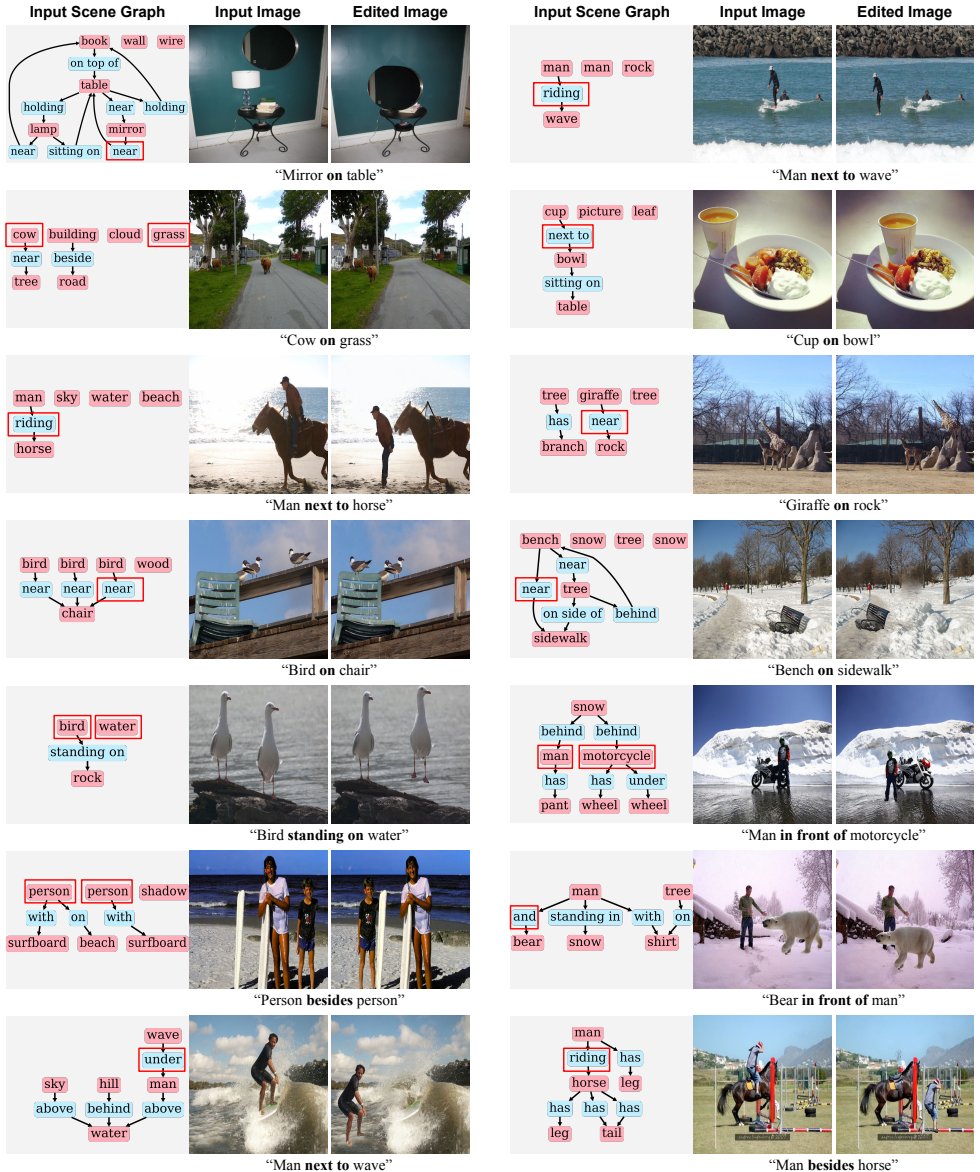 Input Scene Graph Input Image Edited Image
book wall wire
on top of
table
holding near holding
lamp mirror
near sitting on near
“Mirror on table”
cow building cloud grass
near beside
tree road
“Cow on grass”
man sky water beach
riding
horse
“Man next to horse”
bird bird bird wood
near near near
chair
“Bird on chair”
bird water
standing on
rock
“Bird standing on water”
person person shadow
with on with
surfboard beach surfboard
“Person besides person”
wave
under
sky hill man
above behind above
water
“Man next to wave”
Input Scene Graph Input Image Edited Image
man man rock
riding
wave
“Man next to wave”
cup picture leaf
next to
bowl
sitting on
table
“Cup on bowl”
tree giraffe tree
has near
branch rock
“Giraffe on rock”
bench snow tree snow
near
near tree
on side of behind
sidewalk
“Bench on sidewalk”
snow
behind behind
man motorcycle
has has under
pant wheel wheel
“Man in front of motorcycle”
man tree
and standing in with on
bear snow shirt
“Bear in front of man”
man
riding has
horse leg
has has has
leg tail
“Man besides horse”